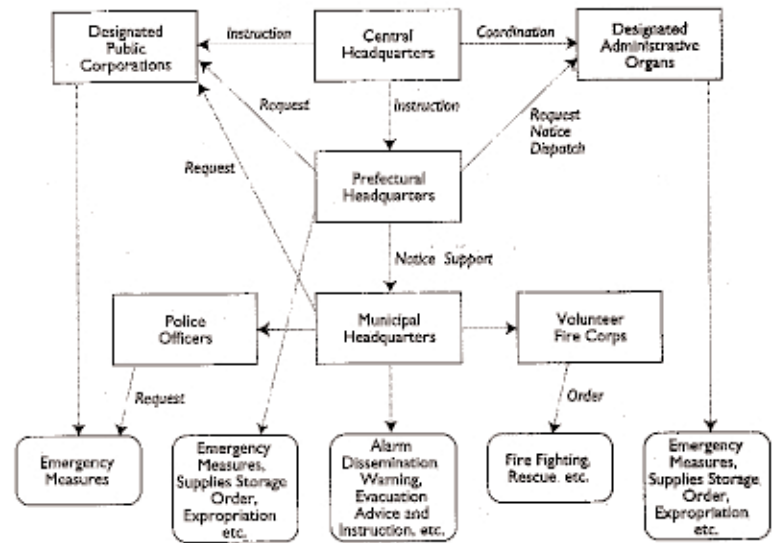 Designated
Public
Corporations
Instruction
Central
Headquarters
Coordination
Designated
Administrative
Organs
Request
Instruction
Request
Notice
Dispatch
Request
Prefectural
Headquarters
Notice Support
Police
Officers
Municipal
Headquarters
Volunteer
Fire Corps
Request
Order
Emergency
Measures
Emergency
Measures,
Supplies Storage
Order,
Expropriation
etc.
Alarm
Dissemination
Warning,
Evacuation
Advice and
Instruction, etc.
Fire Fighting,
Rescue, etc.
Emergency
Measures,
Supplies Storage,
Order,
Expropriation
etc.